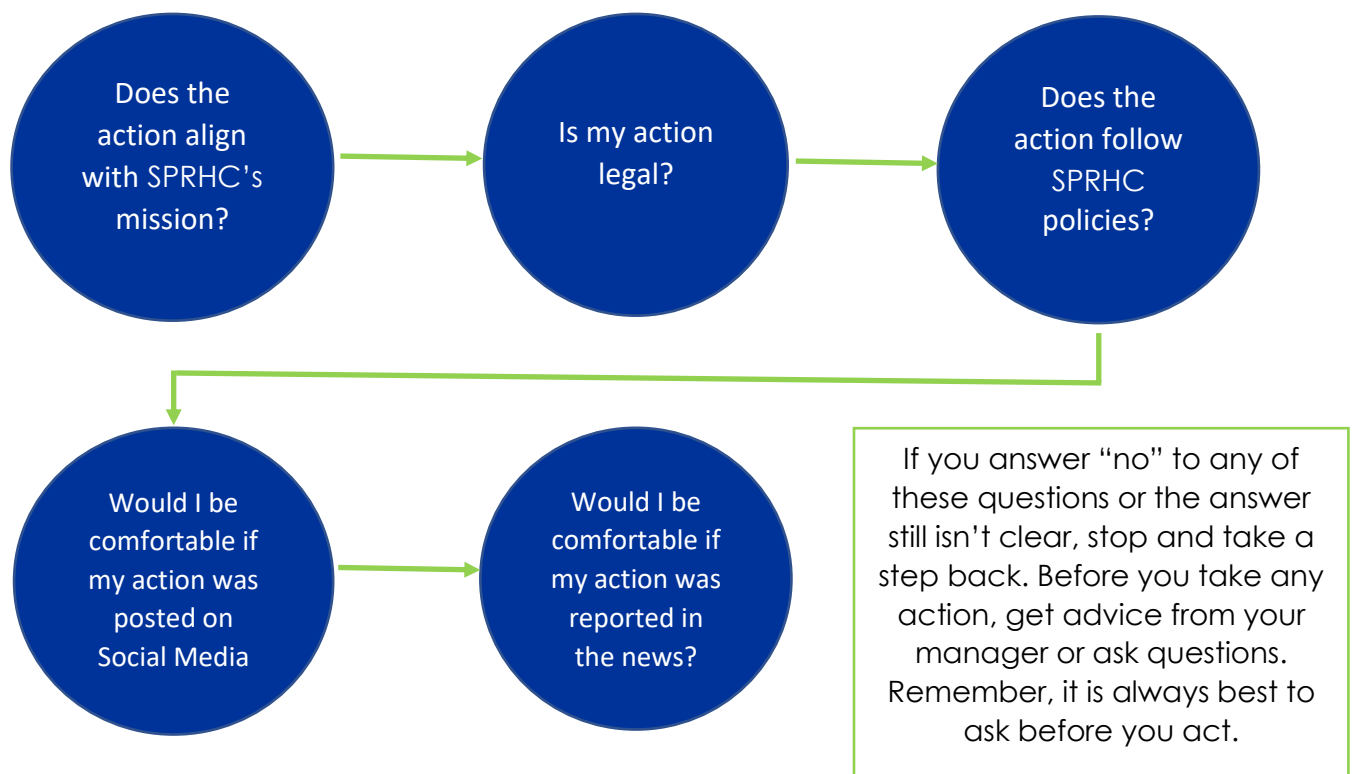 Does the
action align
with SPRHC’s
mission?
Is my action
legal?
Does the
action follow
SPRHC
policies?
Would I be
comfortable if
my action was
posted on
Social Media
Would I be
comfortable if
my action was
reported in
the news?
If you answer “no” to any of
these questions or the answer
still isn’t clear, stop and take a
step back. Before you take any
action, get advice from your
manager or ask questions.
Remember, it is always best to
ask before you act.